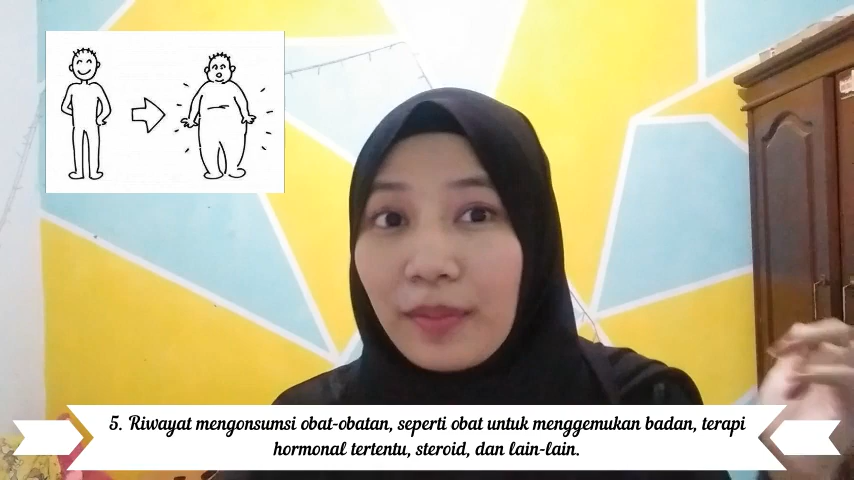 5. Riwayat mengonsumsi obat-obatan, seperti obat untuk menggemukan badan, terapi
hormonal tertentu, steroid, dan lain-lain.